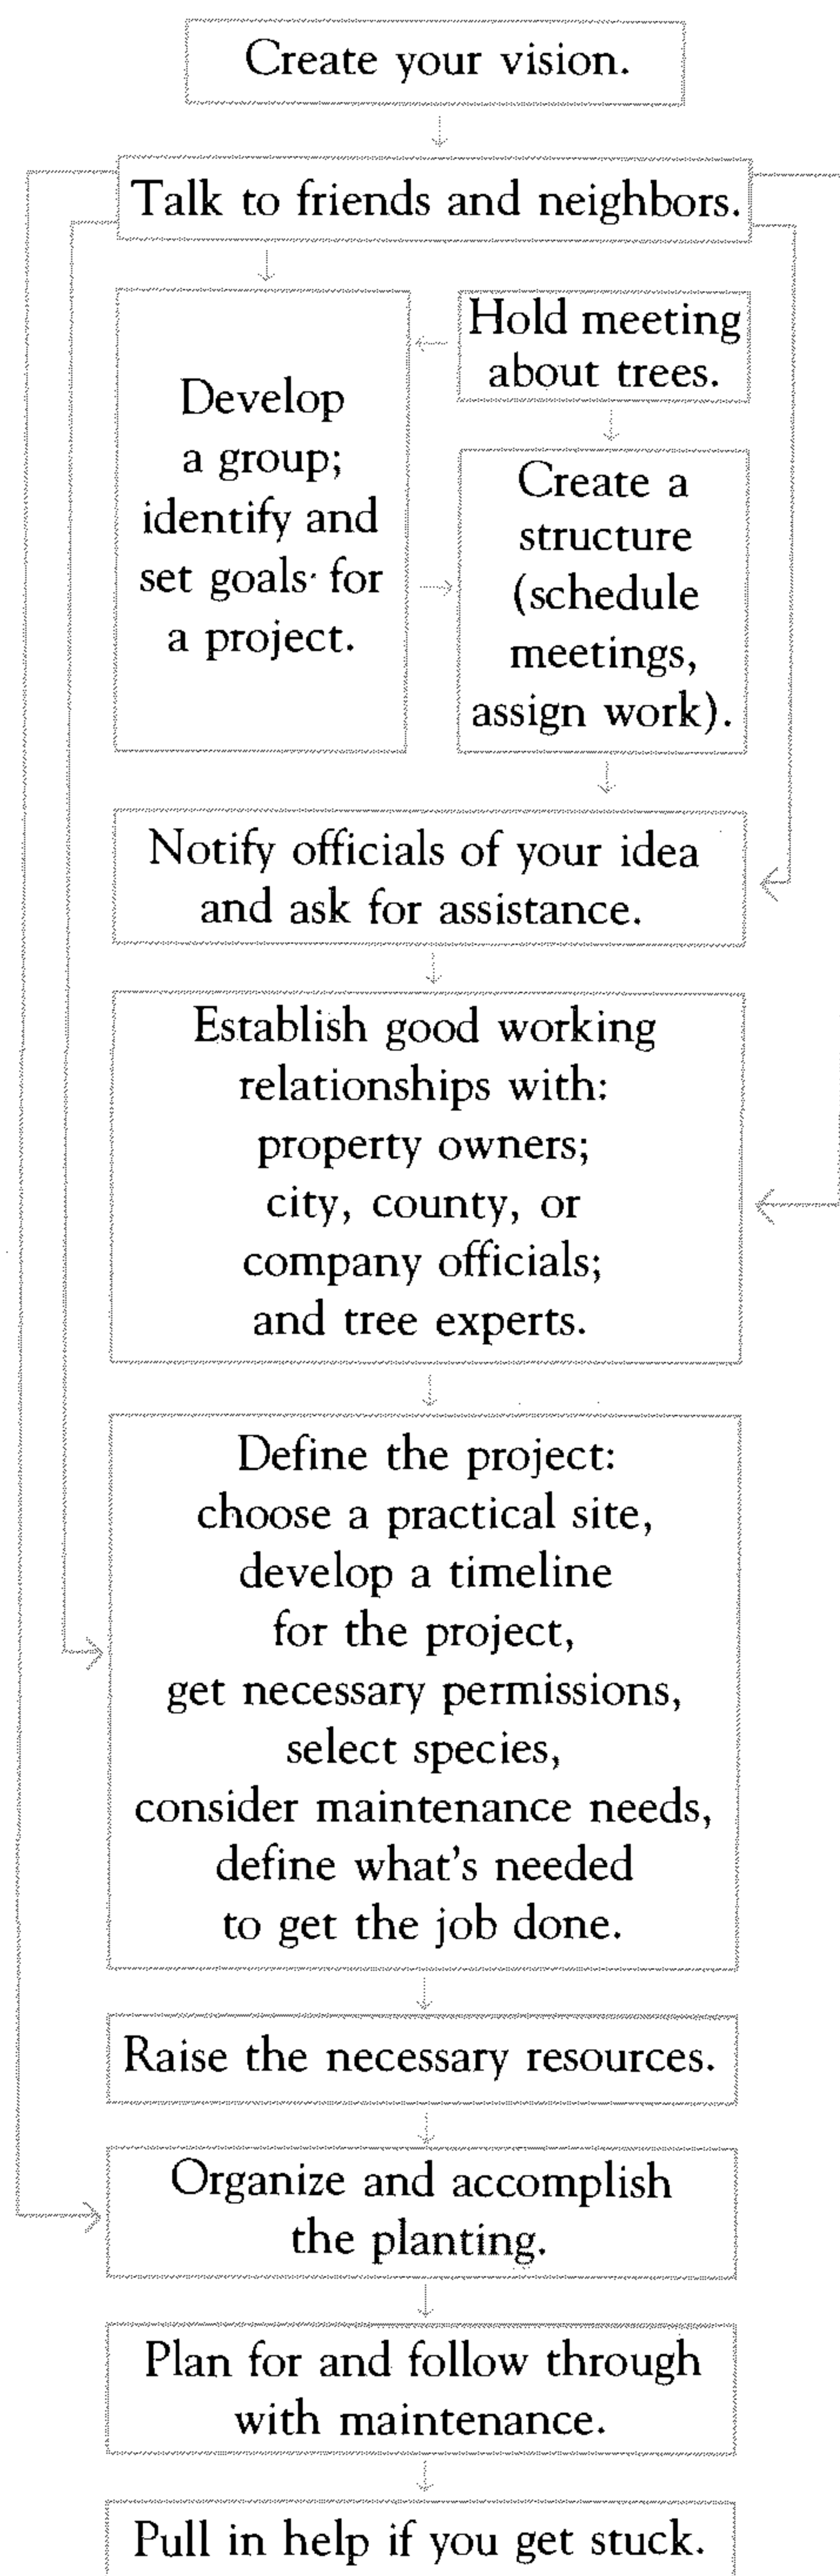 Create your vision.
Talk to friends and neighbors.
Hold meeting
about trees.
Develop
a group;
identify and
set goals for
a project.
Create a
structure
(schedule
meetings,
assign work).
Notify officials of your idea
and ask for assistance.
Establish good working
relationships with:
property owners;
city, county, or
company officials;
and tree experts.
Define the project:
choose a practical site,
develop a timeline
for the project,
get necessary permissions,
select species,
consider maintenance needs,
define what's needed
to get the job done.
Raise the necessary resources.
Organize and accomplish
the planting.
Plan for and follow through
with maintenance.
Pull in help if you get stuck.